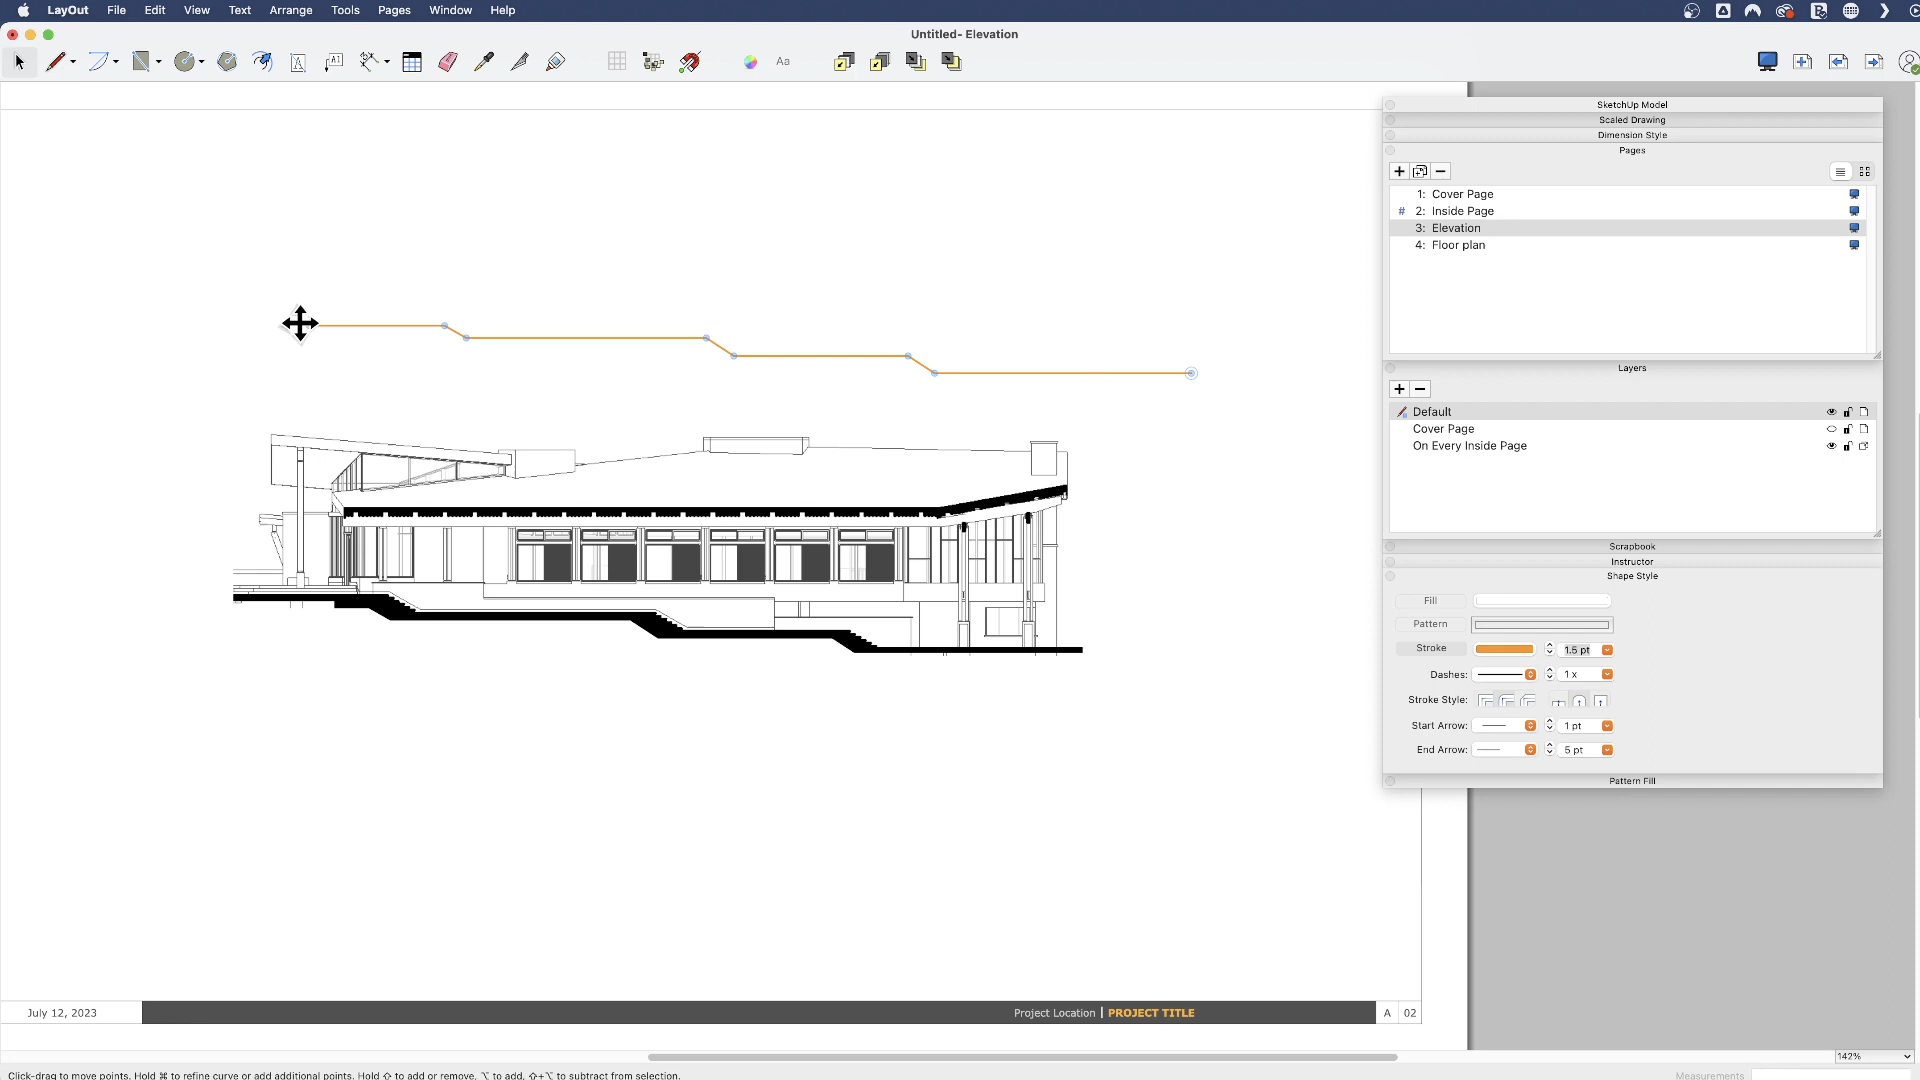 LayOut File Edit View Text Arrange Tools Pages Window Help
Untitled- Elevation
A
AI
Aa
SketchUp Model
Scaled Drawing
Dimension Style
Pages
1: Cover Page
# 2: Inside Page
3: Elevation
4: Floor plan
Layers
Default
Cover Page
On Every Inside Page
Scrapbook
Instructor
Shape Style
Fill
Pattern
Stroke 1.5 pt
Dashes: 1 x
Stroke Style:
Start Arrow: 1 pt
End Arrow: 5 pt
Pattern Fill
July 12, 2023 Project Location | PROJECT TITLE A 02
142%
Click-drag to move points. Hold ⌘ to refine curve or add additional points. Hold ⇧ to add or remove, ⌥ to add, ⇧+⌥ to subtract from selection.
Measurements